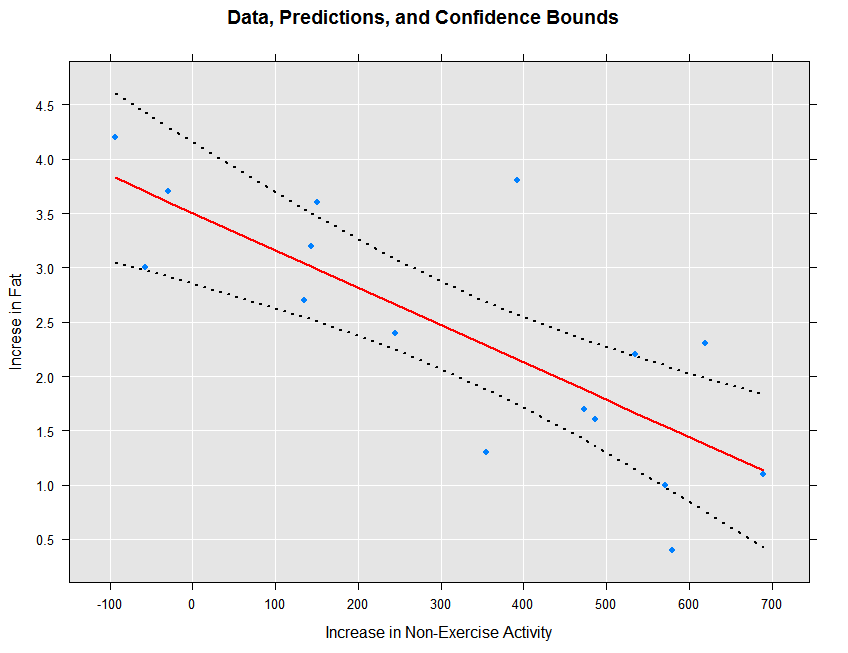 Data, Predictions, and Confidence Bounds
4.5
4.0
3.5
3.0
2.5
2.0
1.5
1.0
0.5
Increse in Fat
-100 0 100 200 300 400 500 600 700
Increase in Non-Exercise Activity